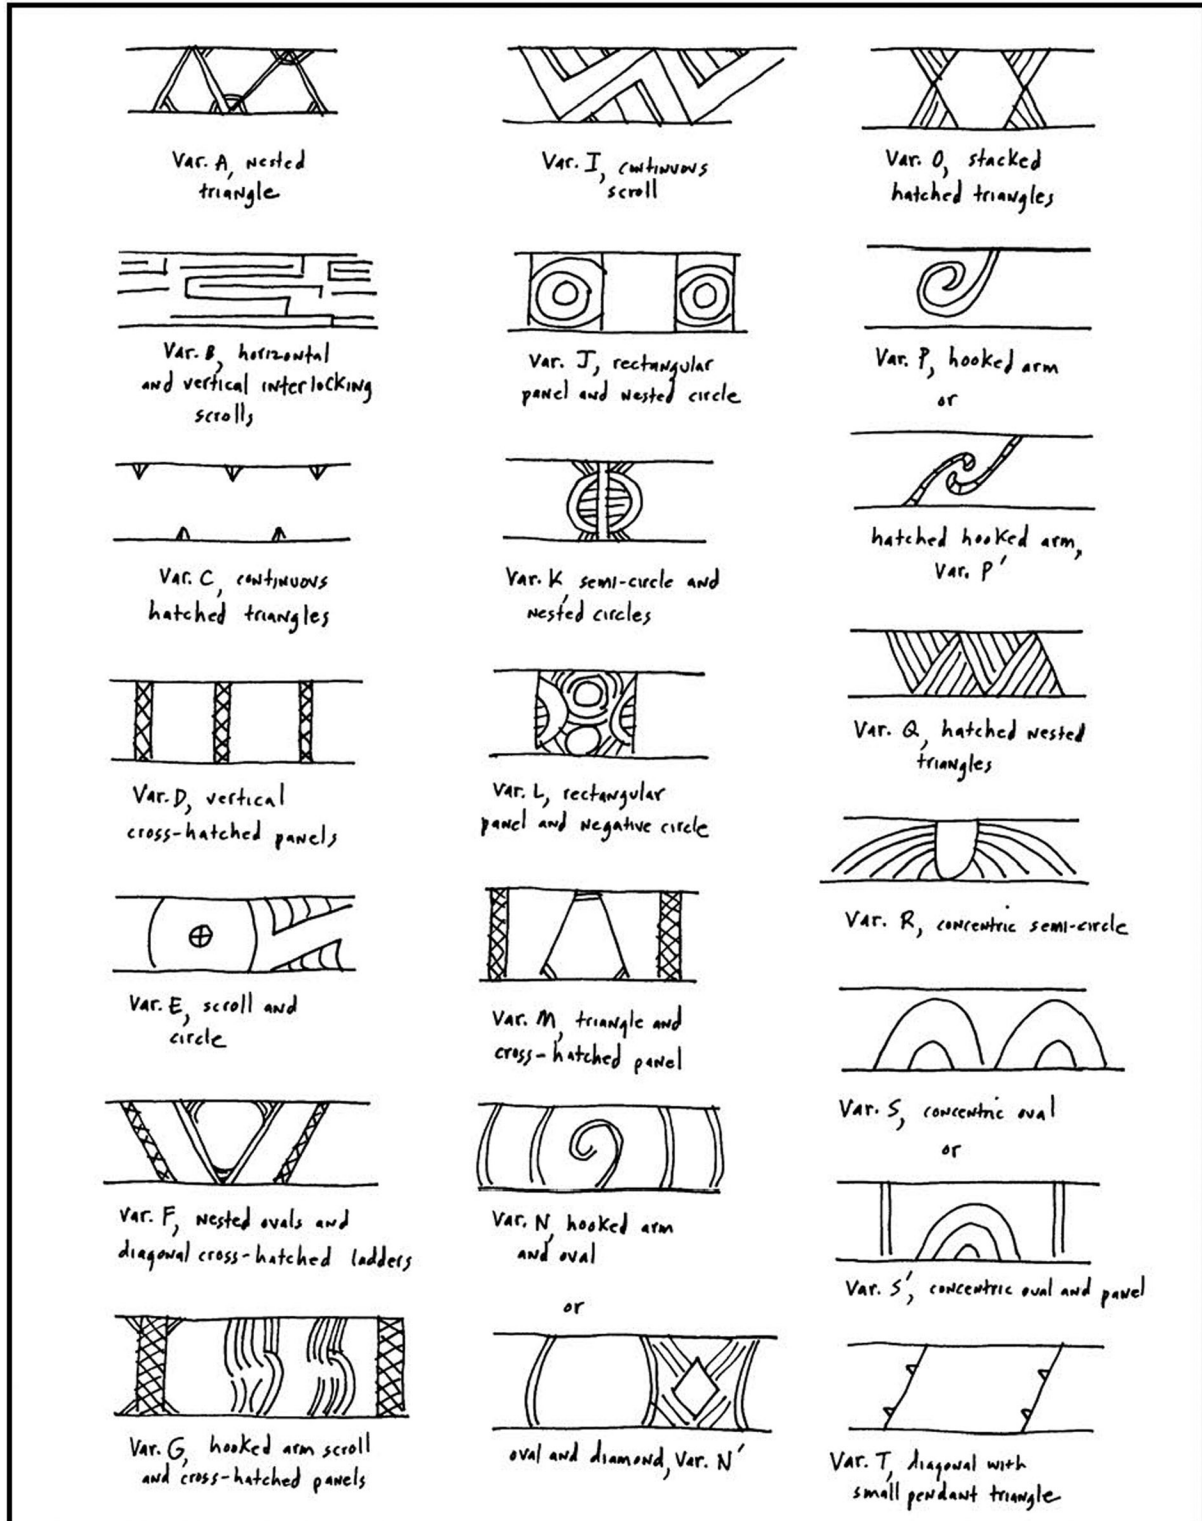 Var. A, nested
triangle
Var. B, horizontal
and vertical interlocking
scrolls
Var. C, continuous
hatched triangles
Var. D, vertical
cross-hatched panels
Var. E, scroll and
circle
Var. F, nested ovals and
diagonal cross-hatched ladders
Var. G, hooked arm scroll
and cross-hatched panels
Var. I, continuous
scroll
Var. J, rectangular
panel and nested circle
Var. K, semi-circle and
nested circles
Var. L, rectangular
panel and negative circle
Var. M, triangle and
cross-hatched panel
Var. N, hooked arm
and oval
or
oval and diamond, Var. N'
Var. O, stacked
hatched triangles
Var. P, hooked arm
or
hatched hooked arm,
Var. P'
Var. Q, hatched nested
triangles
Var. R, concentric semi-circle
Var. S, concentric oval
or
Var. S', concentric oval and panel
Var. T, diagonal with
small pendant triangle